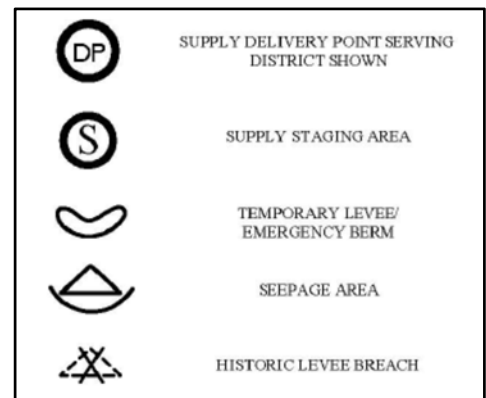 DP
SUPPLY DELIVERY POINT SERVING
DISTRICT SHOWN
S
SUPPLY STAGING AREA
TEMPORARY LEVEE/
EMERGENCY BERM
SEEPAGE AREA
HISTORIC LEVEE BREACH